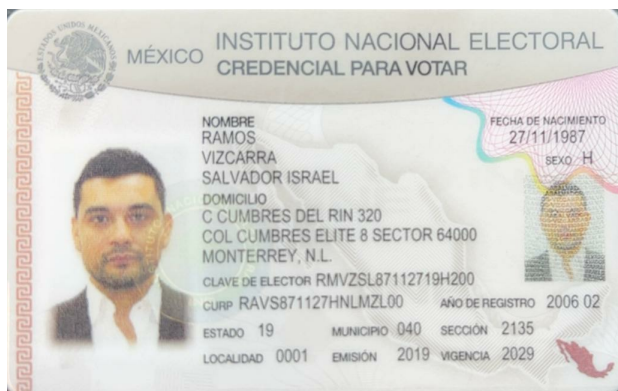 MÉXICO INSTITUTO NACIONAL ELECTORAL
CREDENCIAL PARA VOTAR
NOMBRE
RAMOS
VIZCARRA
SALVADOR ISRAEL
FECHA DE NACIMIENTO
27/11/1987
SEXO H
DOMICILIO
C CUMBRES DEL RIN 320
COL CUMBRES ELITE 8 SECTOR 64000
MONTERREY, N.L.
CLAVE DE ELECTOR RMVZSL87112719H200
CURP RAVS871127HNLMZL00 AÑO DE REGISTRO 2006 02
ESTADO 19 MUNICIPIO 040 SECCIÓN 2135
LOCALIDAD 0001 EMISIÓN 2019 VIGENCIA 2029